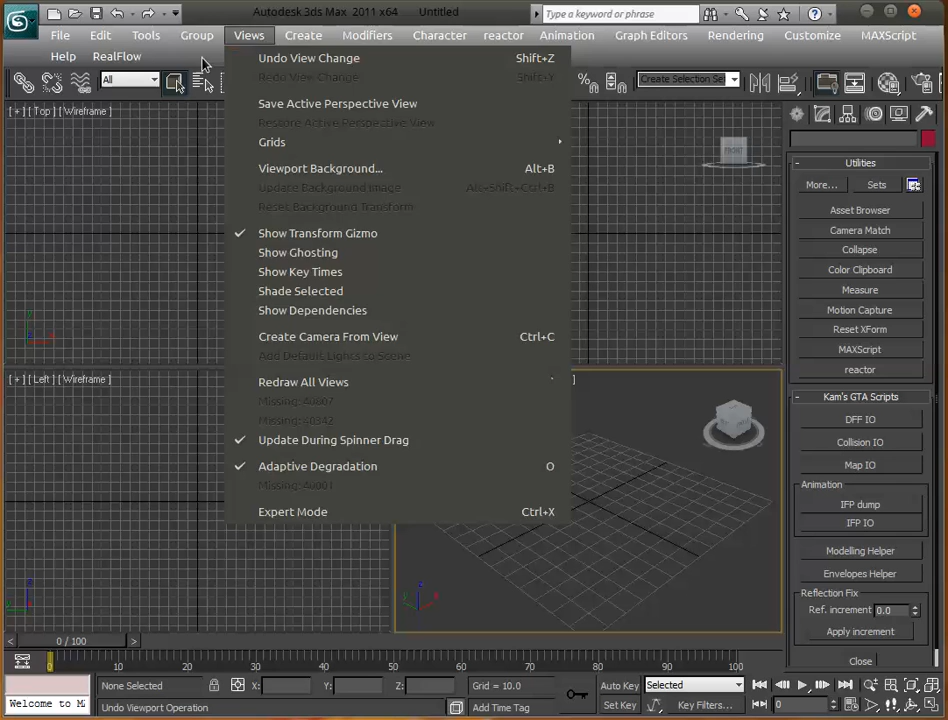 Autodesk 3ds Max 2011 x64 Untitled
Type a keyword or phrase
File Edit Tools Group Views Create Modifiers Character reactor Animation Graph Editors Rendering Customize MAXScript
Help RealFlow
All
Create Selection Set
Undo View Change Shift+Z
Redo View Change Shift+Y
Save Active Perspective View
Restore Active Perspective View
Grids
Viewport Background... Alt+B
Update Background Image Alt+Shift+Ctrl+B
Reset Background Transform
Show Transform Gizmo
Show Ghosting
Show Key Times
Shade Selected
Show Dependencies
Create Camera From View Ctrl+C
Add Default Lights to Scene
Redraw All Views `
Missing: 40607
Missing: 40342
Update During Spinner Drag
Adaptive Degradation O
Expert Mode Ctrl+X
[ + ] [ Top ] [ Wireframe ]
FRONT
[ + ] [ Left ] [ Wireframe ]
]
Utilities
More... Sets
Asset Browser
Camera Match
Collapse
Color Clipboard
Measure
Motion Capture
Reset XForm
MAXScript
reactor
Kam's GTA Scripts
DFF IO
Collision IO
Map IO
Animation
IFP dump
IFP IO
Modelling Helper
Envelopes Helper
Reflection Fix
Ref. increment 0.0
Apply increment
Close
< 0 / 100 >
0 10 20 30 40 50 60 70 80 90 100
None Selected X: Y: Z: Grid = 10.0 Auto Key Selected
Welcome to M Undo Viewport Operation Add Time Tag Set Key Key Filters... 0